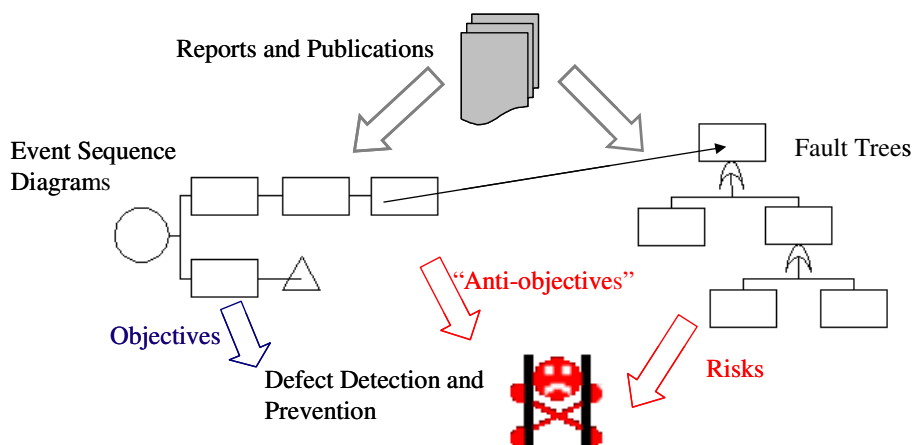 Reports and Publications
Event Sequence
Diagrams
Fault Trees
“Anti-objectives”
Objectives
Risks
Defect Detection and
Prevention